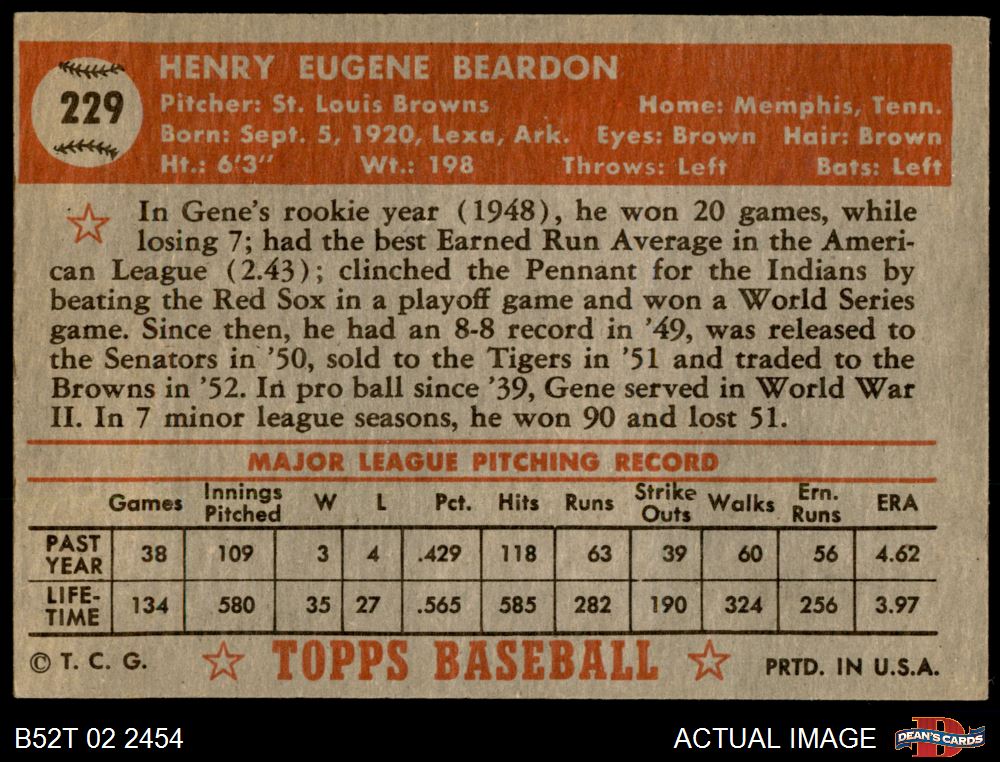 HENRY EUGENE BEARDON
229
Pitcher: St. Louis Browns Home: Memphis, Tenn.
Born: Sept. 5, 1920, Lexa, Ark. Eyes: Brown Hair: Brown
Ht.: 6'3" Wt.: 198 Throws: Left Bats: Left
In Gene's rookie year (1948), he won 20 games, while
losing 7; had the best Earned Run Average in the Ameri-
can League (2.43); clinched the Pennant for the Indians by
beating the Red Sox in a playoff game and won a World Series
game. Since then, he had an 8-8 record in '49, was released to
the Senators in '50, sold to the Tigers in '51 and traded to the
Browns in '52. In pro ball since '39, Gene served in World War
II. In 7 minor league seasons, he won 90 and lost 51.
MAJOR LEAGUE PITCHING RECORD
Games Innings Pitched W L Pct. Hits Runs Strike Outs Walks Ern. Runs ERA
PAST YEAR 38 109 3 4 .429 118 63 39 60 56 4.62
LIFE-TIME 134 580 35 27 .565 585 282 190 324 256 3.97
© T. C. G. TOPPS BASEBALL PRTD. IN U.S.A.
B52T 02 2454 ACTUAL IMAGE DEAN'S CARDS